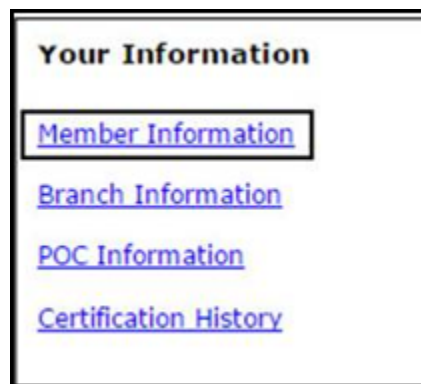 Your Information
Member Information
Branch Information
POC Information
Certification History